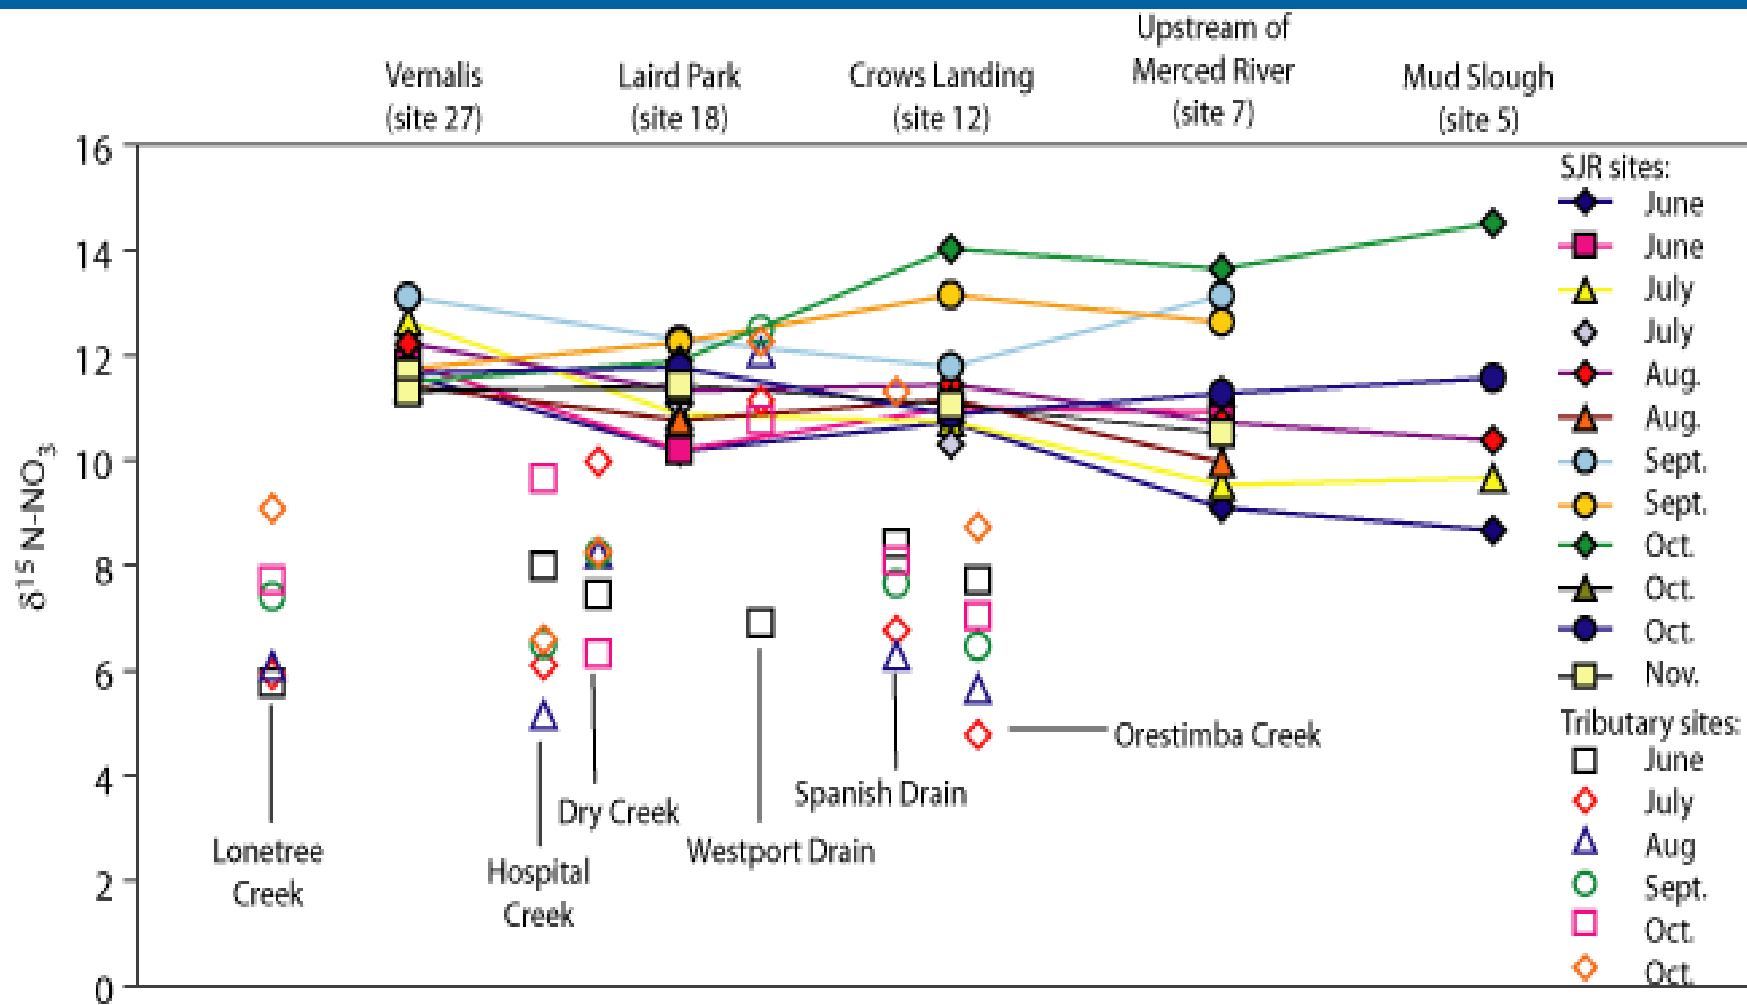 Upstream of
Vernalis
Laird Park
Crows Landing
Merced River
Mud Slough
(site 27)
(site 18)
(site 12)
(site 7)
(site 5)
16
14
12
10
8
6
4
2
0
δ15 N-NO3
SJR sites:
June
June
July
July
Aug.
Aug.
Sept.
Sept.
Oct.
Oct.
Oct.
Nov.
Tributary sites:
June
July
Aug
Sept.
Oct.
Oct.
Orestimba Creek
Spanish Drain
Dry Creek
Westport Drain
Lonetree
Creek
Hospital
Creek